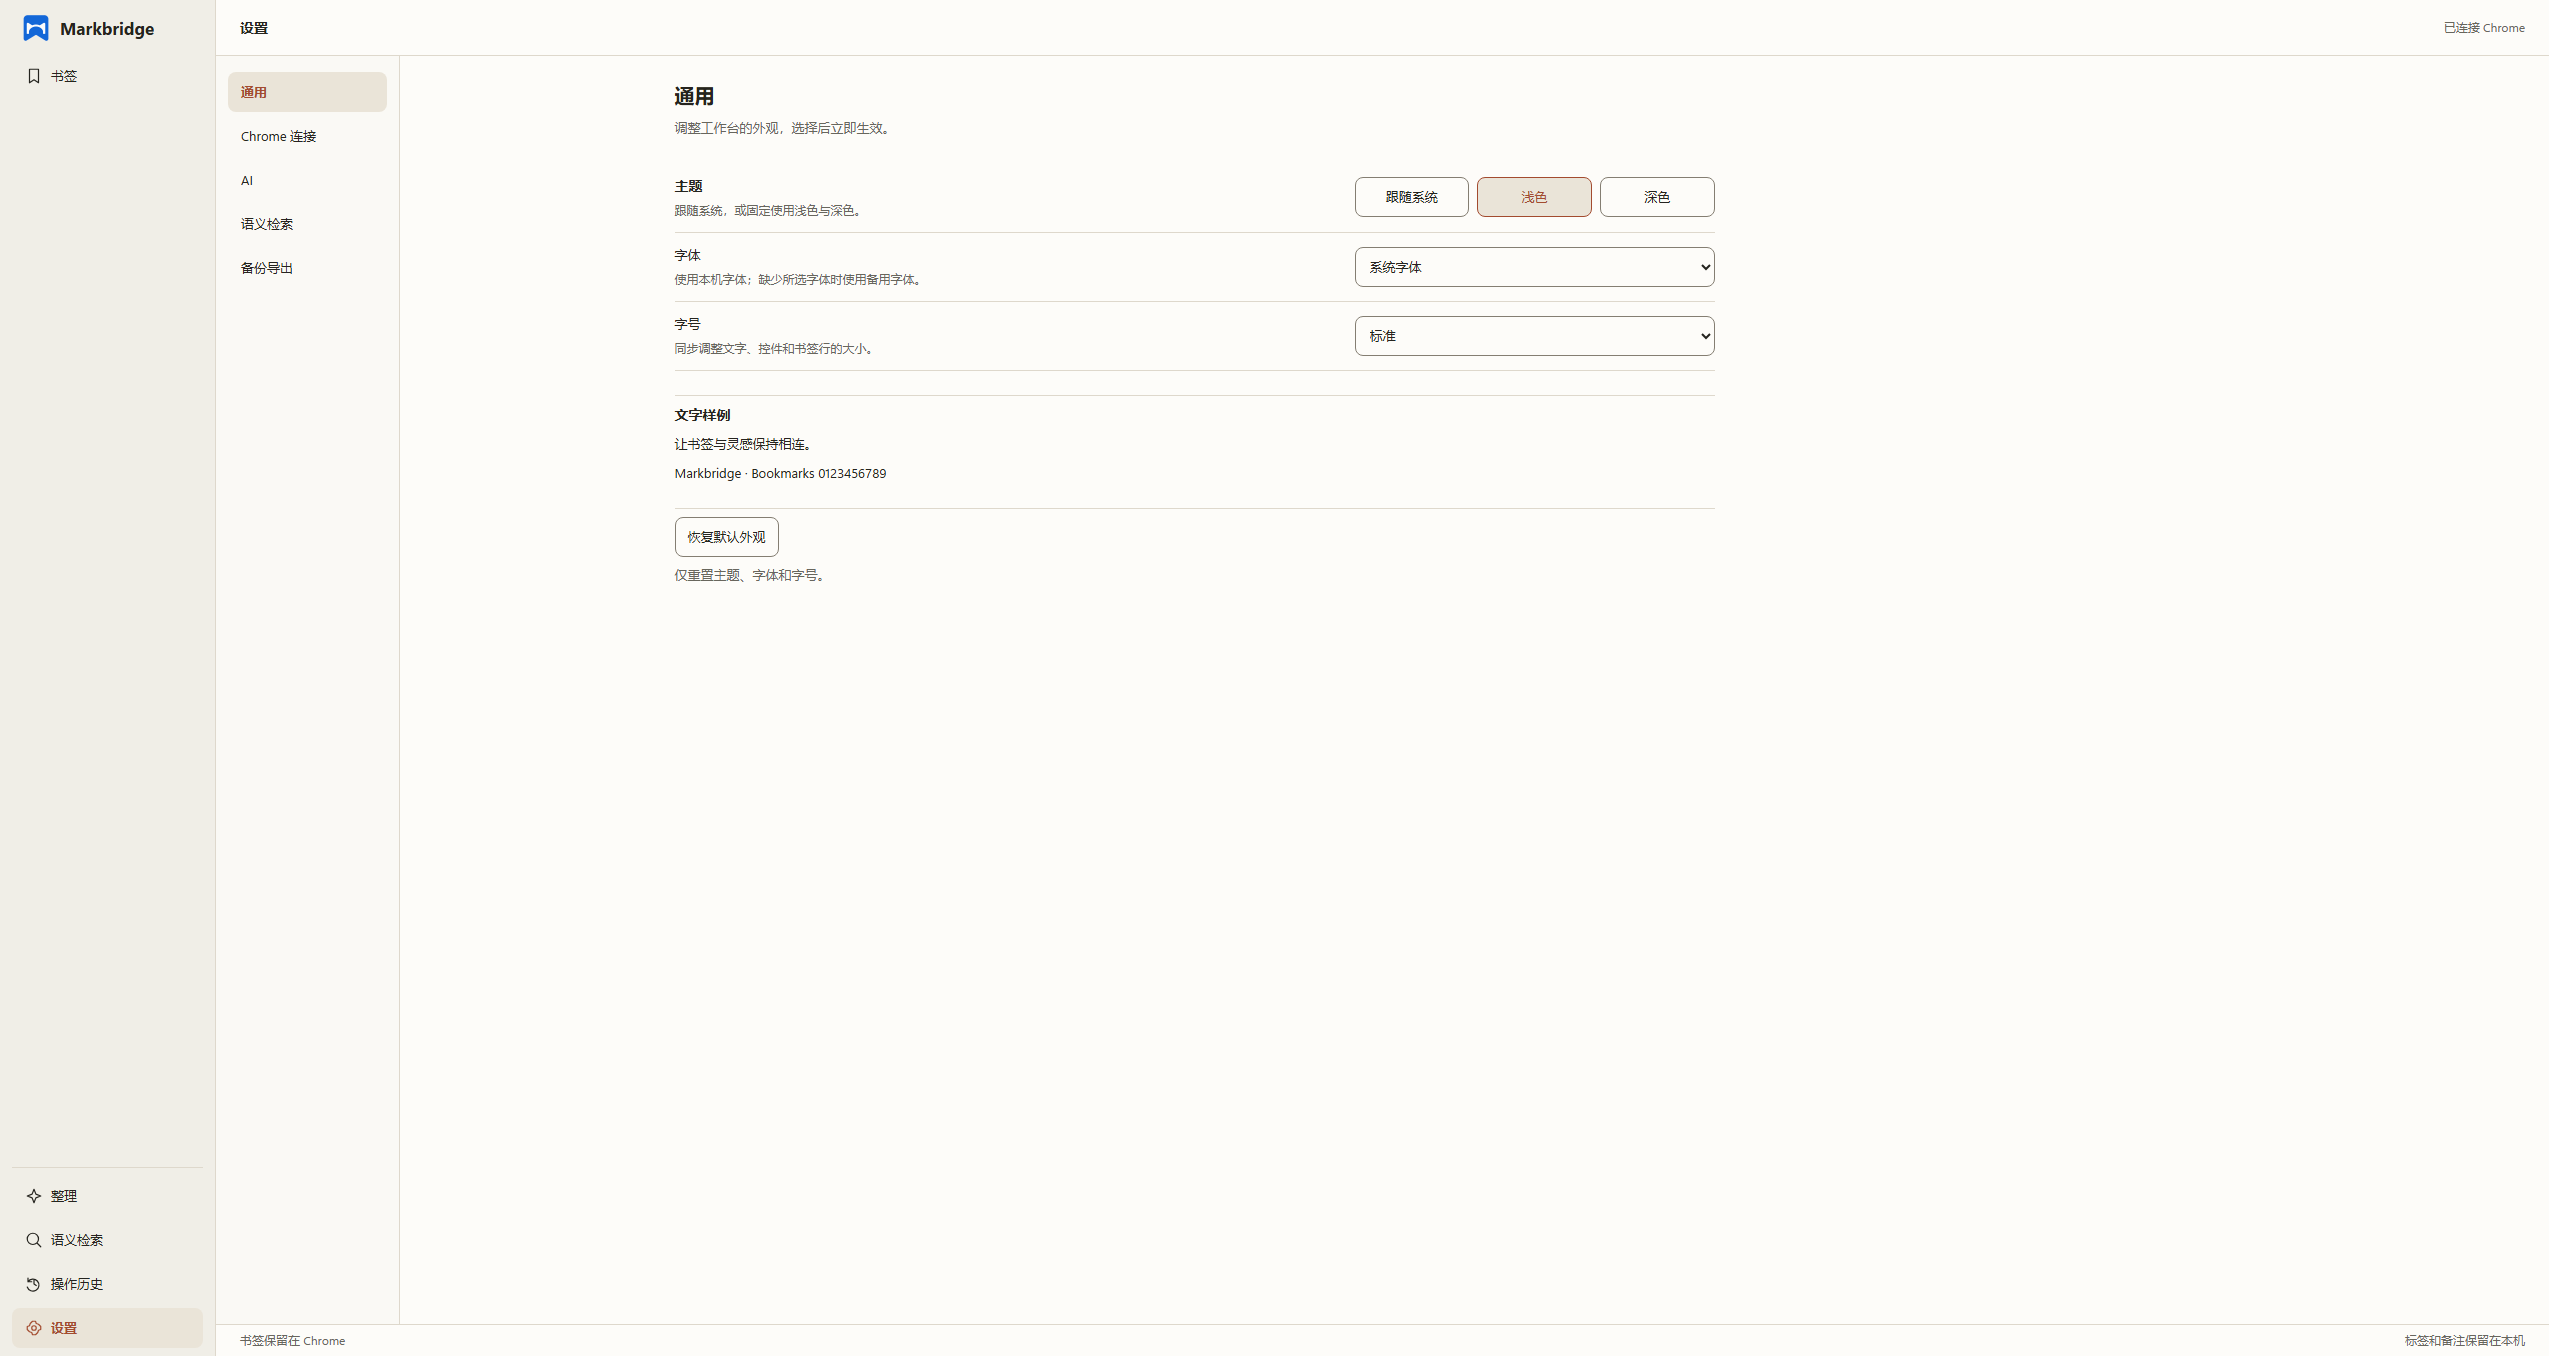 Markbridge
书签
整理
语义检索
操作历史
设置
设置
已连接 Chrome
通用
Chrome 连接
AI
语义检索
备份导出
通用
调整工作台的外观，选择后立即生效。
主题
跟随系统，或固定使用浅色与深色。
跟随系统
浅色
深色
字体
使用本机字体；缺少所选字体时使用备用字体。
系统字体
字号
同步调整文字、控件和书签行的大小。
标准
文字样例
让书签与灵感保持相连。
Markbridge · Bookmarks 0123456789
恢复默认外观
仅重置主题、字体和字号。
书签保留在 Chrome
标签和备注保留在本机